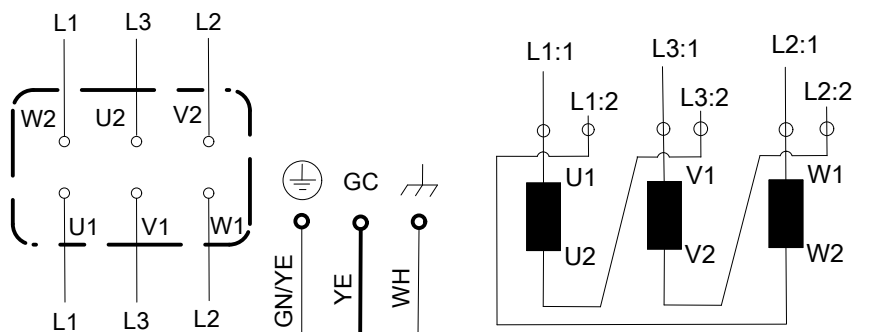 L1 L3 L2
W2 U2 V2
U1 V1 W1
L1 L3 L2
GC
GN/YE YE WH
L1:1 L3:1 L2:1
L1:2 L3:2 L2:2
U1 V1 W1
U2 V2 W2